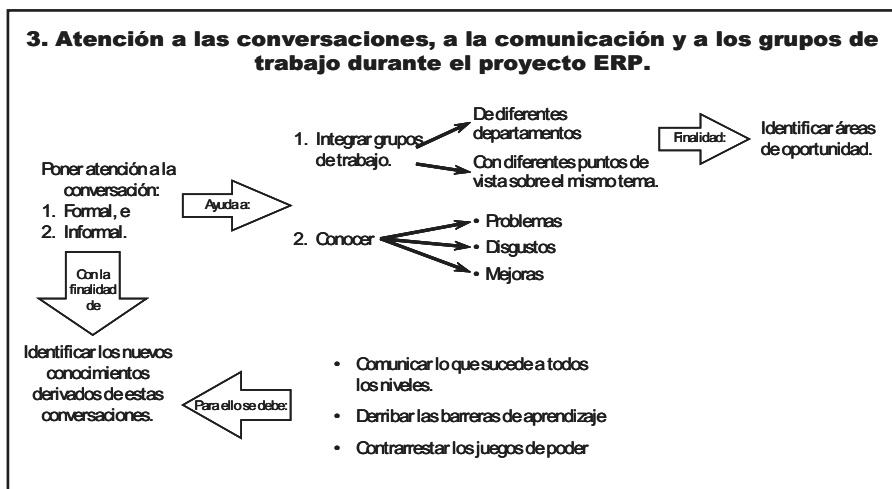 3. Atención a las conversaciones, a la comunicación y a los grupos de
trabajo durante el proyecto ERP.
Poner atención a la
conversación:
1. Formal, e
2. Informal.
Ayuda a:
1. Integrar grupos
de trabajo.
De diferentes
departamentos
Con diferentes puntos de
vista sobre el mismo tema.
Finalidad:
Identificar áreas
de oportunidad.
2. Conocer
• Problemas
• Disgustos
• Mejoras
Con la
finalidad
de
Identificar los nuevos
conocimientos
derivados de estas
conversaciones.
Para ello se debe:
• Comunicar lo que sucede a todos
los niveles.
• Derribar las barreras de aprendizaje
• Contrarrestar los juegos de poder